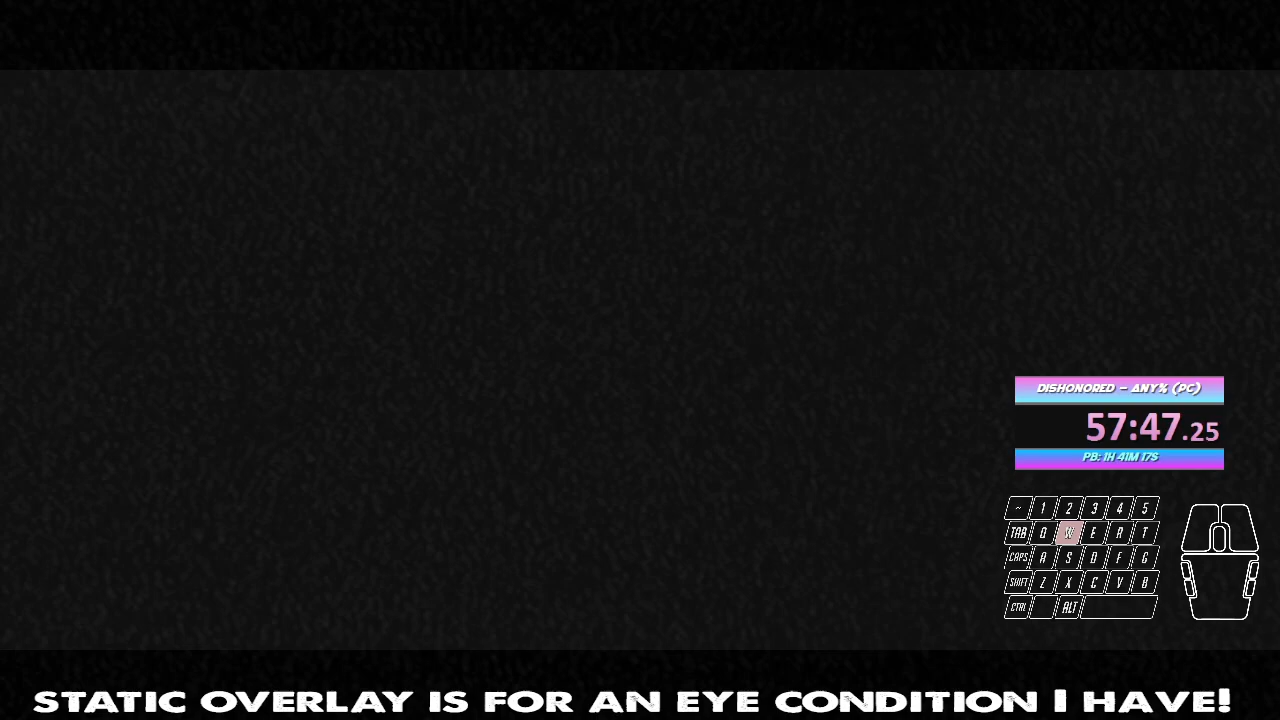 DISHONORED - ANY% (PC)
57:47.25
PB: 1H 41M 17S
~ 1 2 3 4 5
TAB Q W E R T
CAPS A S D F G
SHIFT Z X C V B
CTRL ALT
STATIC OVERLAY IS FOR AN EYE CONDITION I HAVE!